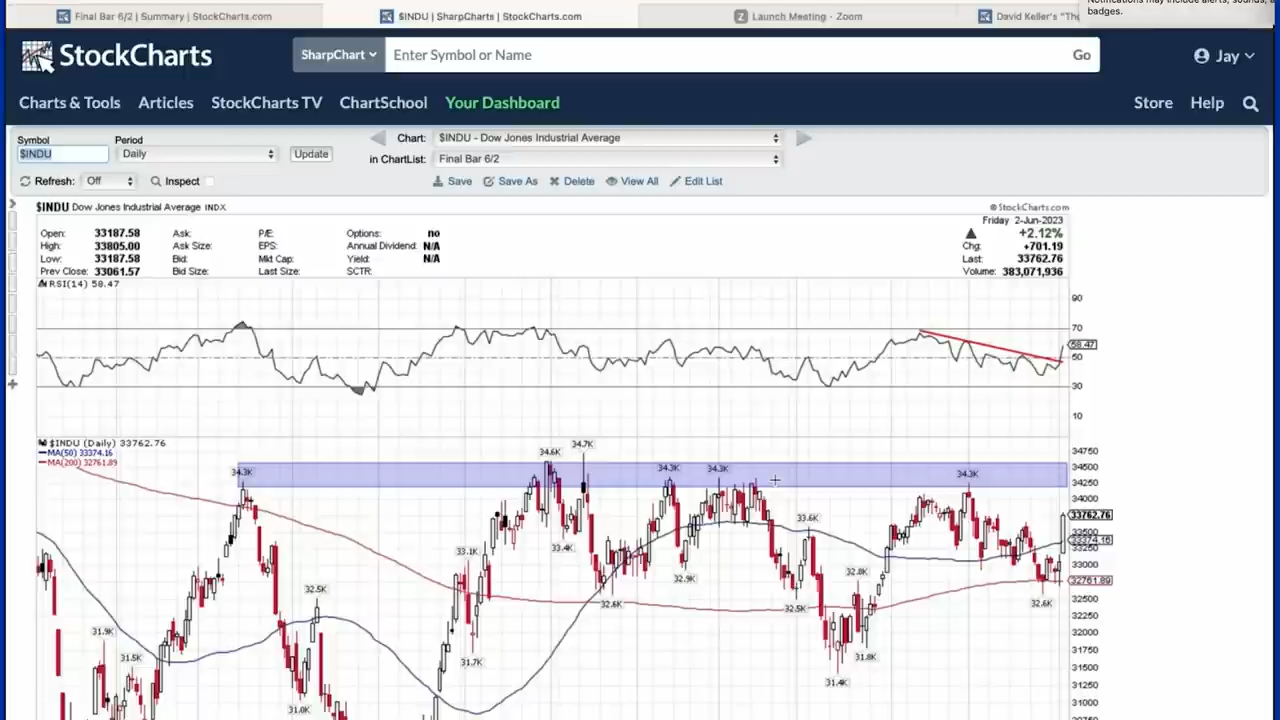 Final Bar 6/2 | Summary | StockCharts.com
$INDU | SharpCharts | StockCharts.com
Launch Meeting - Zoom
David Keller's "The
badges.
StockCharts
SharpChart
Enter Symbol or Name
Go
Jay
Charts & Tools
Articles
StockCharts TV
ChartSchool
Your Dashboard
Store
Help
Symbol
Period
$INDU
Daily
Update
Chart:
$INDU - Dow Jones Industrial Average
in ChartList:
Final Bar 6/2
Refresh:
Off
Inspect
Save
Save As
Delete
View All
Edit List
$INDU Dow Jones Industrial Average INDX
© StockCharts.com
Friday 2-Jun-2023
Open: 33187.58 Ask: P/E: Options: no
+2.12%
High: 33805.00 Ask Size: EPS: Annual Dividend: N/A
Chg: +701.19
Low: 33187.58 Bid: Mkt Cap: Yield: N/A
Last: 33762.76
Prev Close: 33061.57 Bid Size: Last Size: SCTR:
Volume: 383,071,936
RSI(14) 58.47
90
70
58.47
50
30
10
$INDU (Daily) 33762.76
MA(50) 33374.16
MA(200) 32761.89
34.3K
34.6K
34.7K
34.3K
34.3K
34.3K
33.6K
33.1K
33.4K
32.9K
32.8K
32.5K
32.6K
32.5K
32.6K
31.9K
31.5K
31.7K
31.8K
31.4K
31.0K
34750
34500
34250
34000
33762.76
33500
33374.16
33250
33000
32761.89
32500
32250
32000
31750
31500
31250
31000